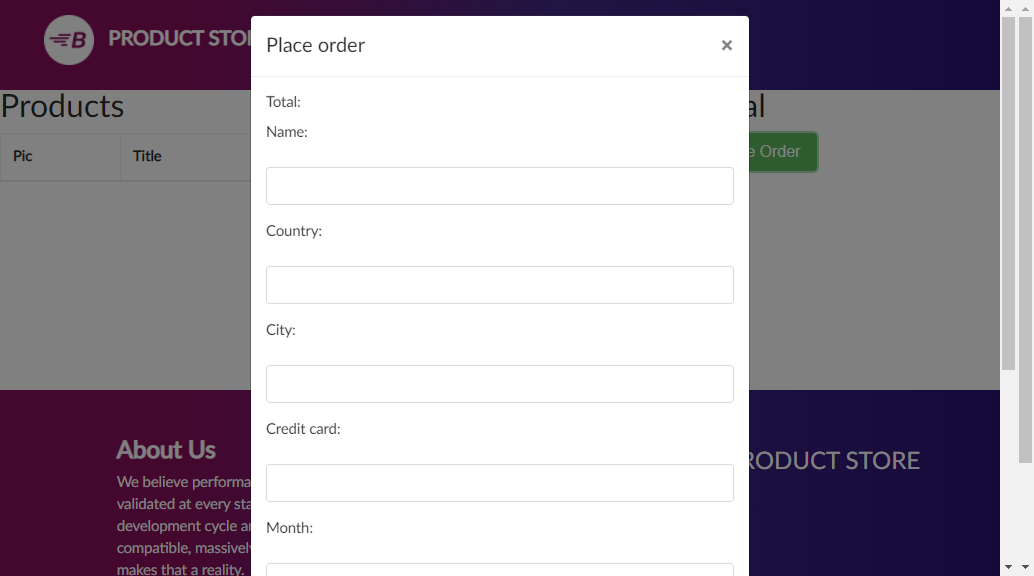 B PRODUCT STO
Place order
×
Products
al
Pic
Title
e Order
Total:
Name:
Country:
City:
Credit card:
Month:
About Us
We believe performa
validated at every sta
development cycle a
compatible, massively
makes that a reality.
RODUCT STORE